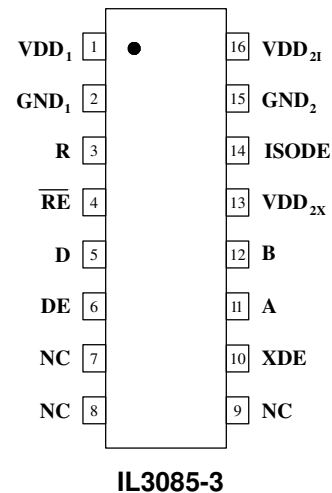 VDD₁ 1 16 VDD₂I
GND₁ 2 15 GND₂
R 3 14 ISODE
R̅E̅ 4 13 VDD₂X
D 5 12 B
DE 6 11 A
NC 7 10 XDE
NC 8 9 NC
IL3085-3